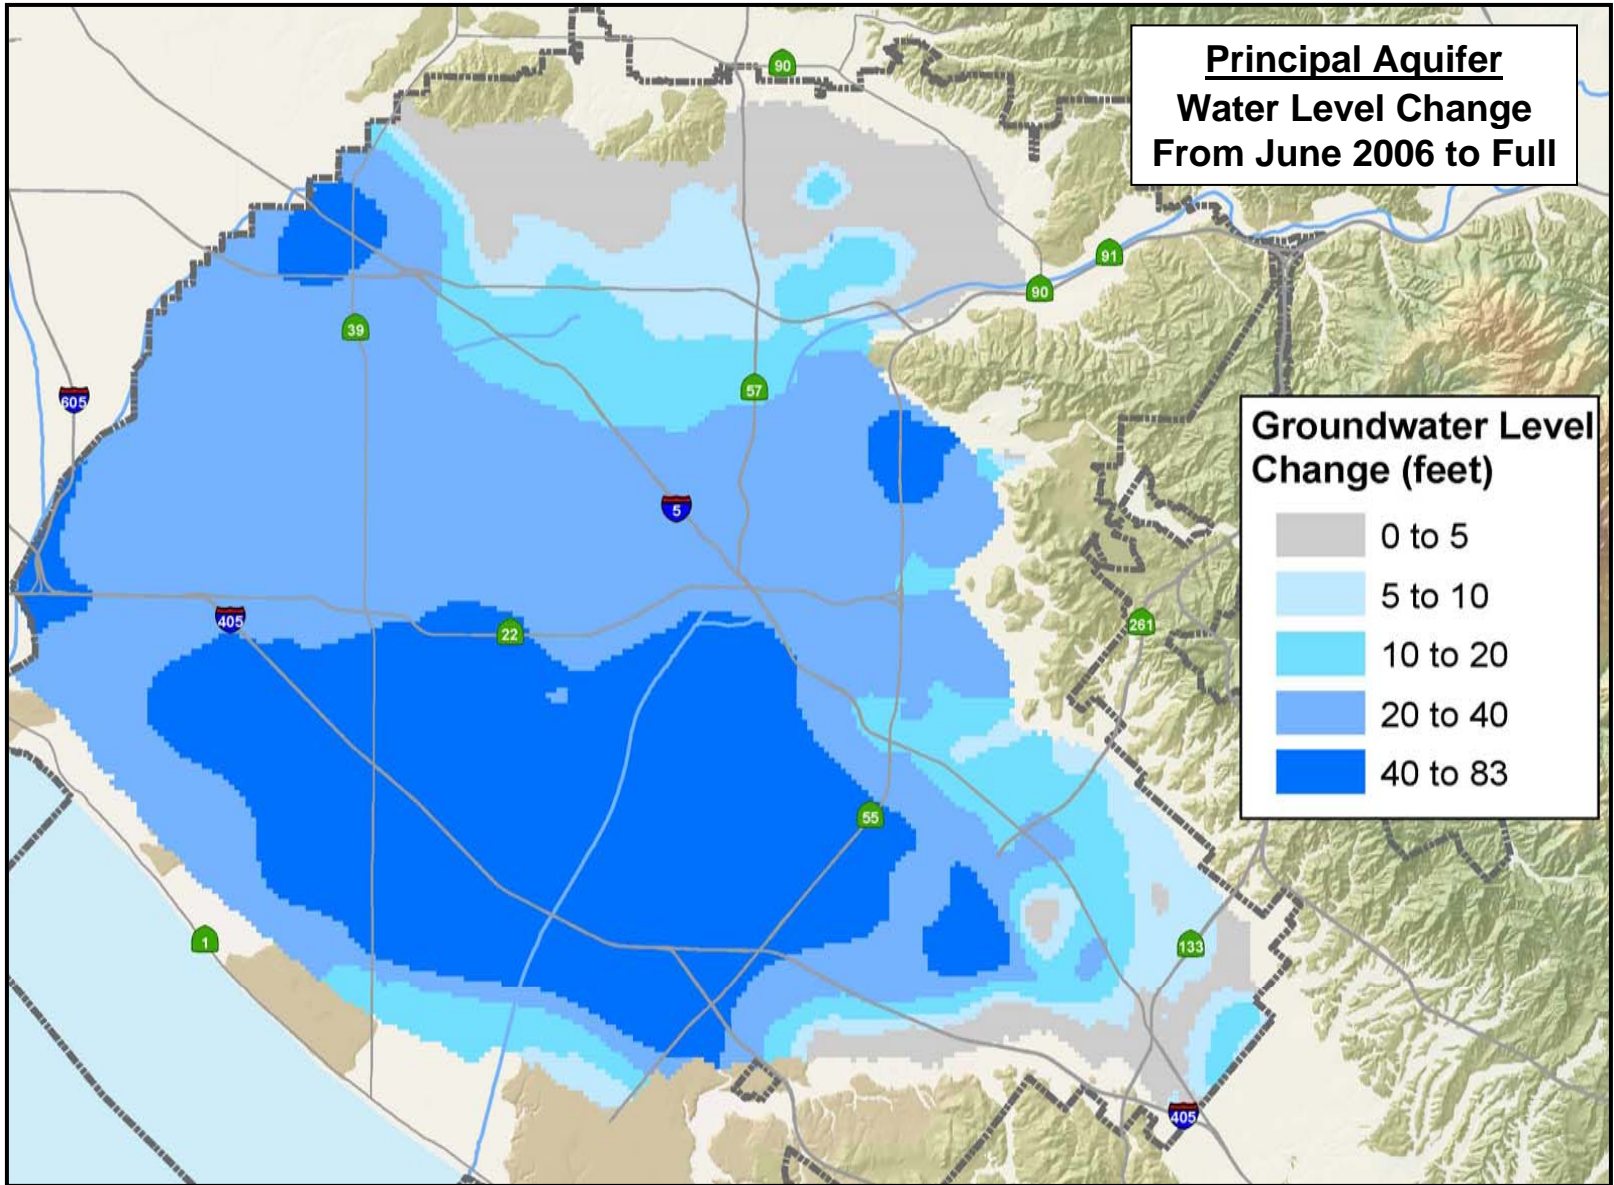 Principal Aquifer
Water Level Change
From June 2006 to Full
90
91
90
39
57
605
Groundwater Level
Change (feet)
0 to 5
5 to 10
10 to 20
20 to 40
40 to 83
5
405
22
261
55
1
133
405